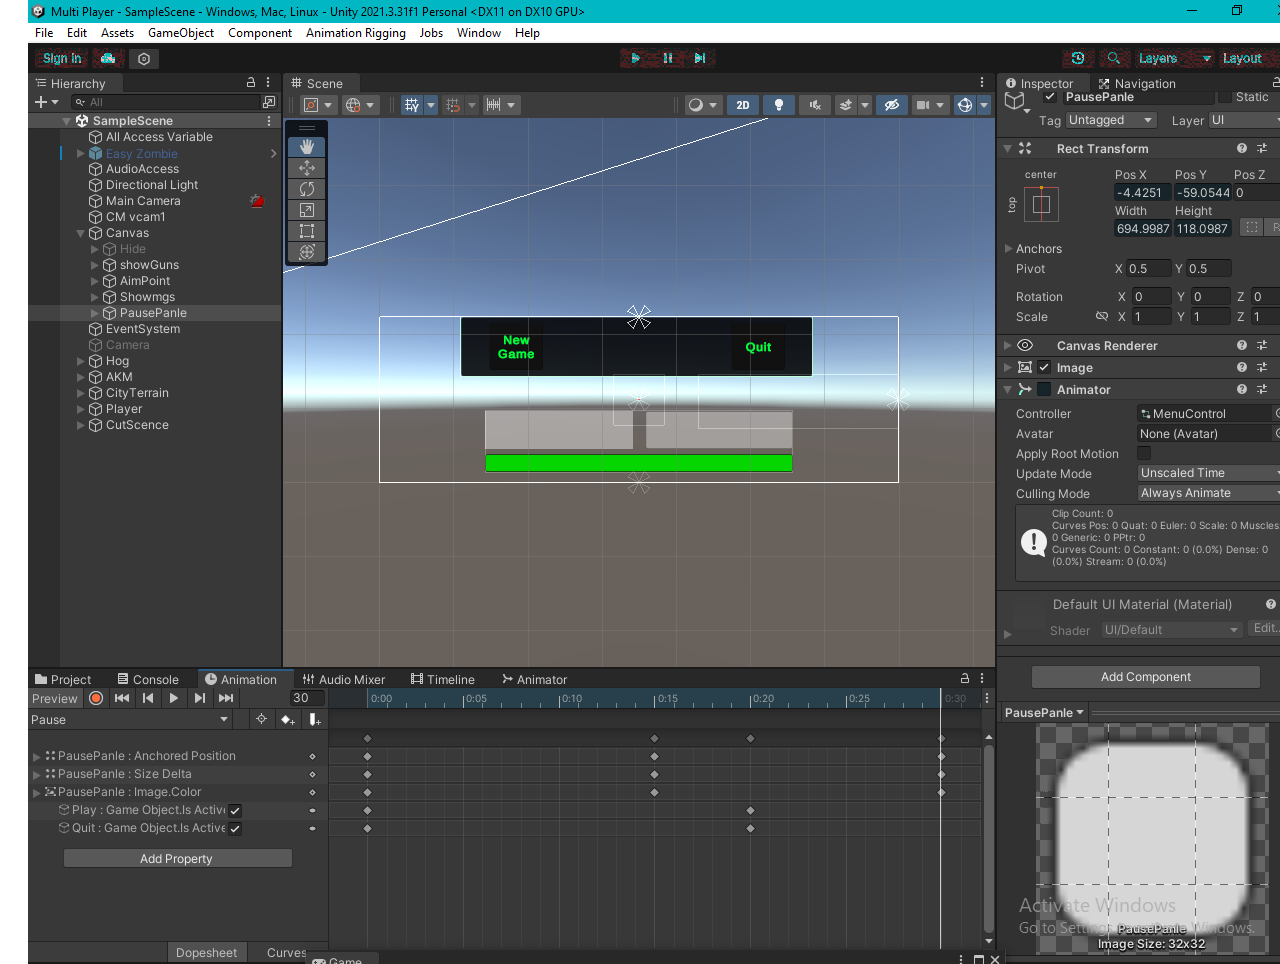 Multi Player - SampleScene - Windows, Mac, Linux - Unity 2021.3.31f1 Personal <DX11 on DX10 GPU>
File Edit Assets GameObject Component Animation Rigging Jobs Window Help
Sign in
Layers
Layout
Hierarchy
All
SampleScene
All Access Variable
Easy Zombie
AudioAccess
Directional Light
Main Camera
CM vcam1
Canvas
Hide
showGuns
AimPoint
Showmgs
PausePanle
EventSystem
Camera
Hog
AKM
CityTerrain
Player
CutScence
Scene
2D
New
Game
Quit
Inspector
Navigation
PausePanle
Static
Tag Untagged Layer UI
Rect Transform
center
top
Pos X Pos Y Pos Z
-4.4251 -59.0544 0
Width Height
694.9987 118.0987
R
Anchors
Pivot X 0.5 Y 0.5
Rotation X 0 Y 0 Z 0
Scale X 1 Y 1 Z 1
Canvas Renderer
Image
Animator
Controller MenuControl
Avatar None (Avatar)
Apply Root Motion
Update Mode Unscaled Time
Culling Mode Always Animate
Clip Count: 0
Curves Pos: 0 Quat: 0 Euler: 0 Scale: 0 Muscles
0 Generic: 0 PPtr: 0
Curves Count: 0 Constant: 0 (0.0%) Dense: 0
(0.0%) Stream: 0 (0.0%)
Default UI Material (Material)
Shader UI/Default Edit..
Add Component
PausePanle
Activate Windows
Go to Settings
Windows.
PausePanle
Image Size: 32x32
Project Console Animation Audio Mixer Timeline Animator
Preview 30
0:00 0:05 0:10 0:15 0:20 0:25 0:30
Pause
PausePanle : Anchored Position
PausePanle : Size Delta
PausePanle : Image.Color
Play : Game Object.Is Active
Quit : Game Object.Is Active
Add Property
Dopesheet Curves
Game